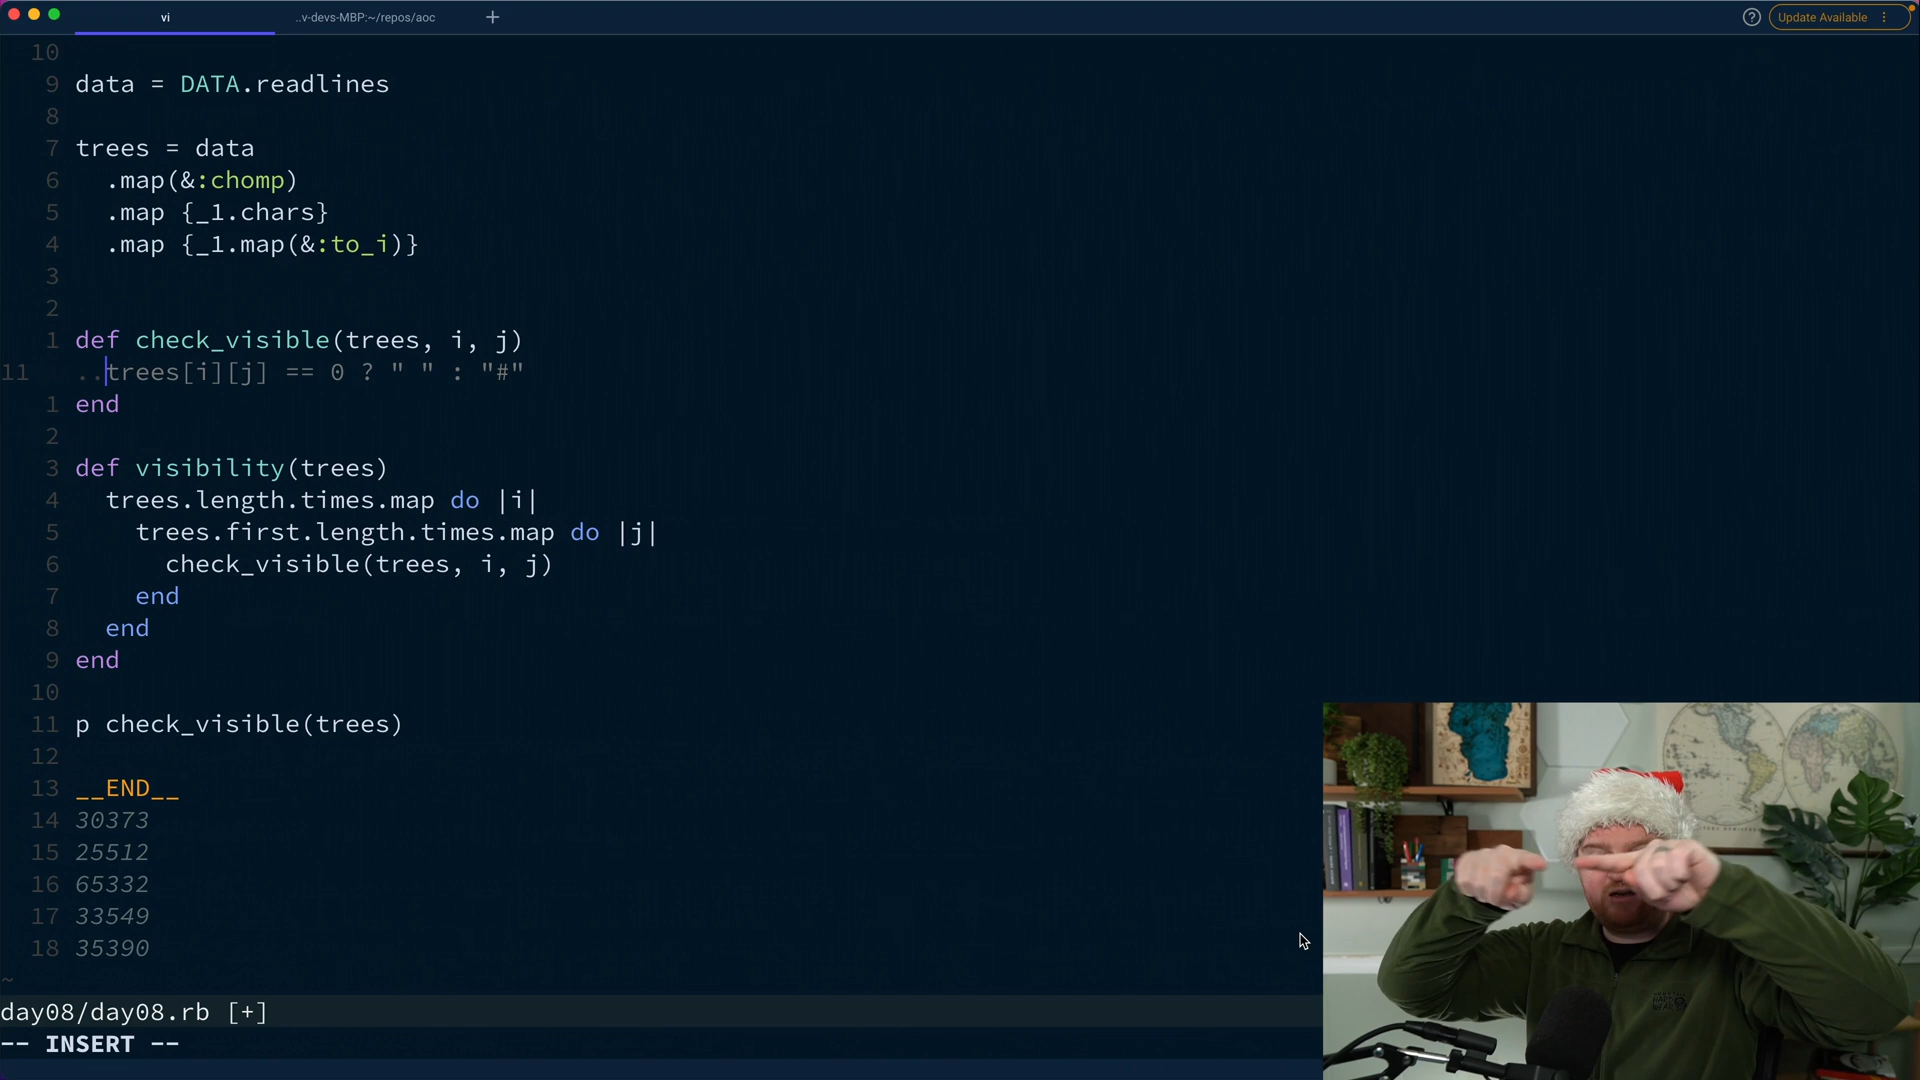 vi
..v-devs-MBP:~/repos/aoc
+
?
Update Available
10
9 data = DATA.readlines
8
7 trees = data
6 .map(&:chomp)
5 .map {_1.chars}
4 .map {_1.map(&:to_i)}
3
2
1 def check_visible(trees, i, j)
11 ..trees[i][j] == 0 ? " " : "#"
1 end
2
3 def visibility(trees)
4 trees.length.times.map do |i|
5 trees.first.length.times.map do |j|
6 check_visible(trees, i, j)
7 end
8 end
9 end
10
11 p check_visible(trees)
12
13 __END__
14 30373
15 25512
16 65332
17 33549
18 35390
~
day08/day08.rb [+]
-- INSERT --